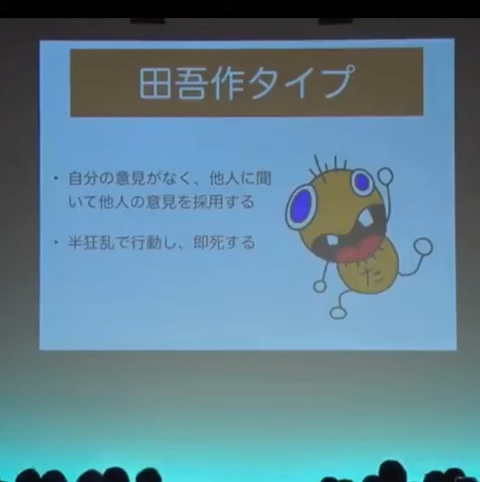 田吾作タイプ
• 自分の意見がなく、他人に聞
いて他人の意見を採用する
• 半狂乱で行動し、即死する
た